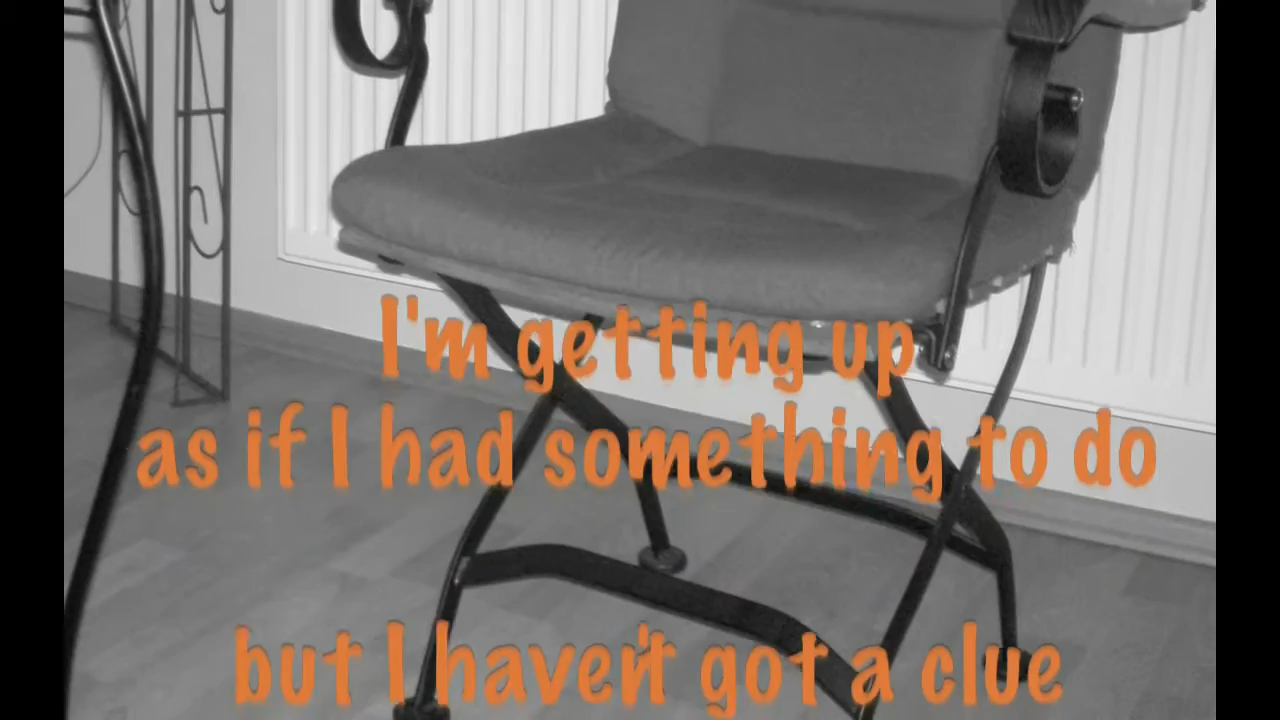 I'm getting up
as if I had something to do
but I haven't got a clue